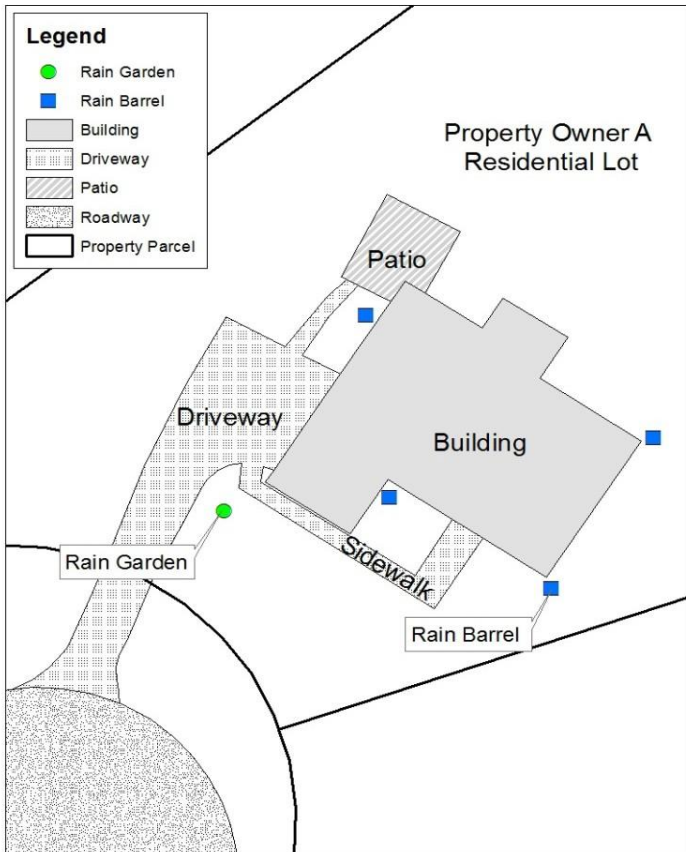 Legend
Rain Garden
Rain Barrel
Building
Driveway
Patio
Roadway
Property Parcel
Property Owner A
Residential Lot
Patio
Driveway
Building
Sidewalk
Rain Garden
Rain Barrel